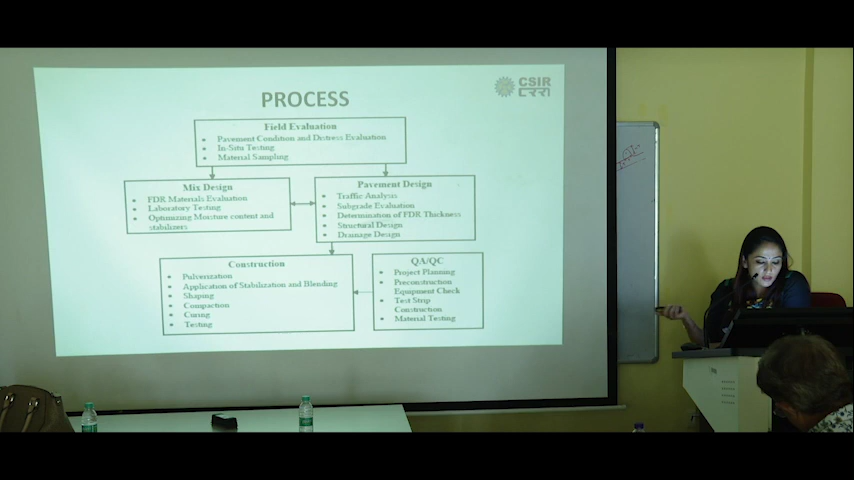 PROCESS
CSIR
CRRI
Field Evaluation
• Pavement Condition and Distress Evaluation
• In-Situ Testing
• Material Sampling
Mix Design
• FDR Materials Evaluation
• Laboratory Testing
• Optimizing Moisture content and
stabilizers
Pavement Design
• Traffic Analysis
• Subgrade Evaluation
• Determination of FDR Thickness
• Structural Design
• Drainage Design
Construction
• Pulverization
• Application of Stabilization and Blending
• Shaping
• Compaction
• Curing
• Testing
QA/QC
• Project Planning
• Preconstruction
Equipment Check
• Test Strip
Construction
• Material Testing